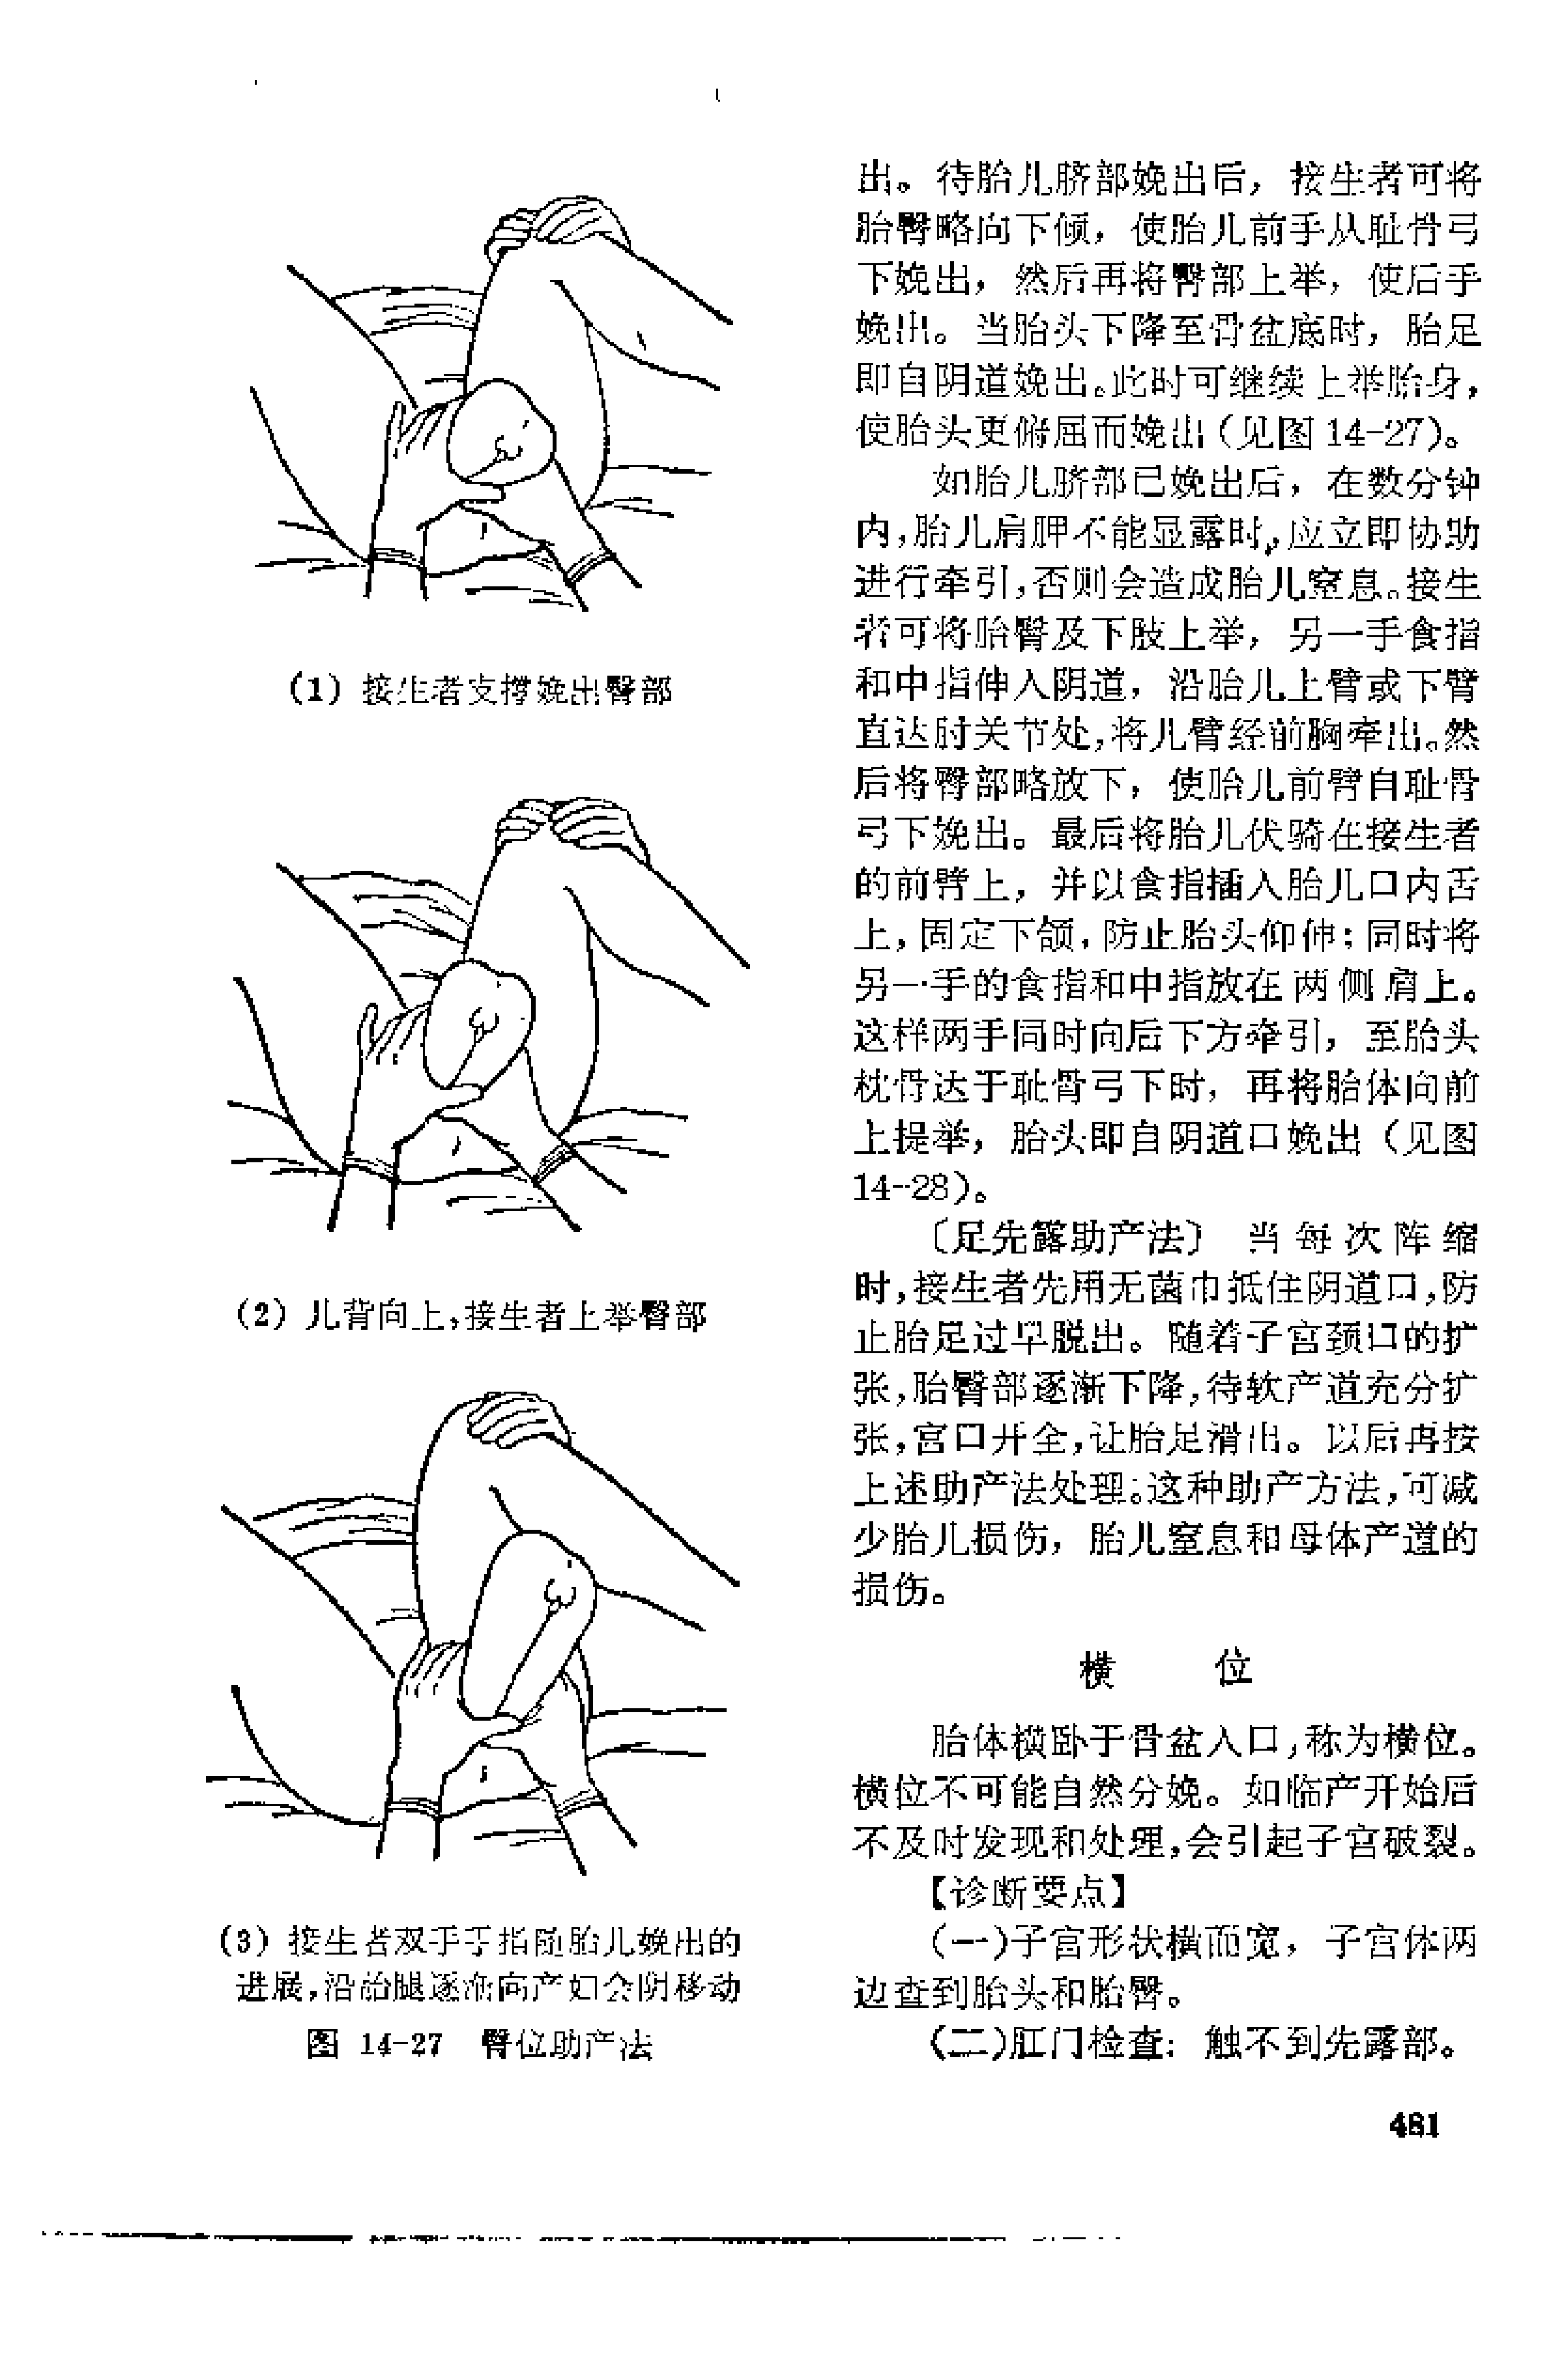 (1) 接生者支撑娩出臀部
(2) 儿背向上,接生者上举臀部
(3) 接生者双手手指随胎儿娩出的
进展,沿胎腿逐渐向产妇会阴移动
图 14-27 臀位助产法
出。待胎儿脐部娩出后，接生者可将
胎臀略向下倾，使胎儿前手从耻骨弓
下娩出，然后再将臀部上举，使后手
娩出。当胎头下降至骨盆底时，胎足
即自阴道娩出。此时可继续上举胎身，
使胎头更俯屈而娩出（见图 14-27)。
如胎儿脐部已娩出后，在数分钟
内,胎儿肩胛不能显露时,应立即协助
进行牵引,否则会造成胎儿窒息。接生
者可将胎臀及下肢上举，另一手食指
和中指伸入阴道，沿胎儿上臂或下臂
直达肘关节处,将儿臂经前胸牵出。然
后将臀部略放下，使胎儿前臂自耻骨
弓下娩出。最后将胎儿伏骑在接生者
的前臂上，并以食指插入胎儿口内舌
上,固定下颌,防止胎头仰伸;同时将
另一手的食指和中指放在两侧肩上。
这样两手同时向后下方牵引，至胎头
枕骨达于耻骨弓下时，再将胎体向前
上提举，胎头即自阴道口娩出（见图
14-28)。
〔足先露助产法〕 当每次阵缩
时,接生者先用无菌巾抵住阴道口,防
止胎足过早脱出。随着子宫颈口的扩
张,胎臀部逐渐下降,待软产道充分扩
张,宫口开全,让胎足滑出。以后再按
上述助产法处理。这种助产方法,可减
少胎儿损伤，胎儿窒息和母体产道的
损伤。
横 位
胎体横卧于骨盆入口,称为横位。
横位不可能自然分娩。如临产开始后
不及时发现和处理,会引起子宫破裂。
【诊断要点】
(一)子宫形状横而宽，子宫体两
边查到胎头和胎臀。
(二)肛门检查：触不到先露部。
481